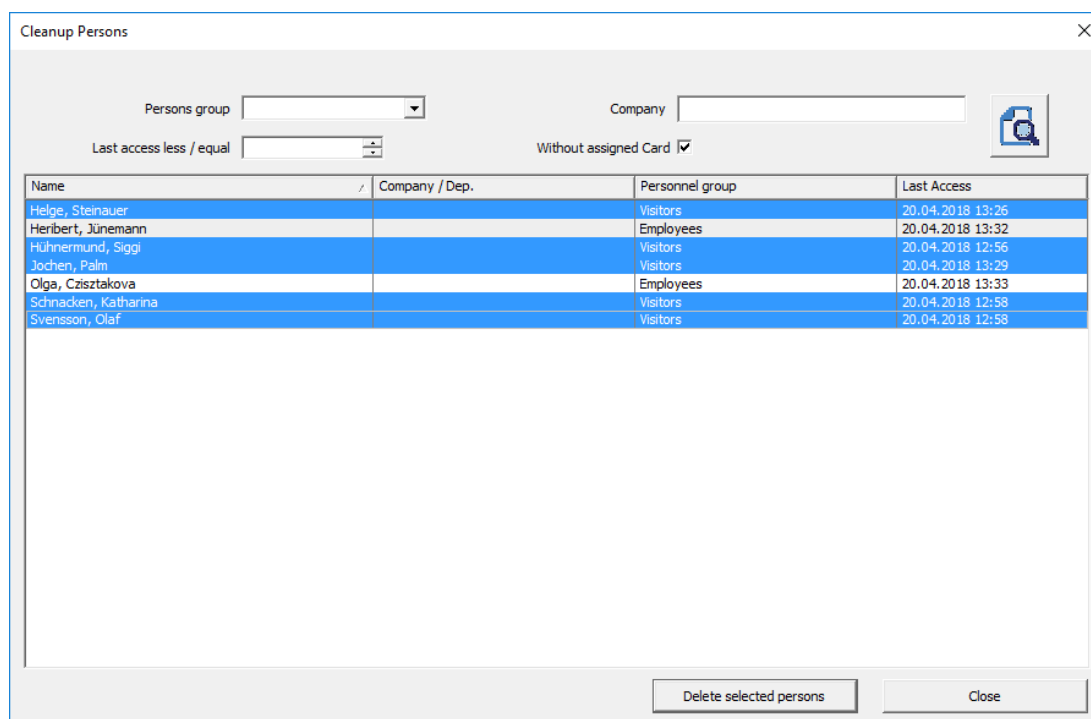 Cleanup Persons
Persons group Company
Last access less / equal Without assigned Card
Name Company / Dep. Personnel group Last Access
Helge, Steinauer Visitors 20.04.2018 13:26
Heribert, Jünemann Employees 20.04.2018 13:32
Hühnermund, Siggi Visitors 20.04.2018 12:56
Jochen, Palm Visitors 20.04.2018 13:29
Olga, Czisztakova Employees 20.04.2018 13:33
Schnacken, Katharina Visitors 20.04.2018 12:58
Svensson, Olaf Visitors 20.04.2018 12:58
Delete selected persons Close